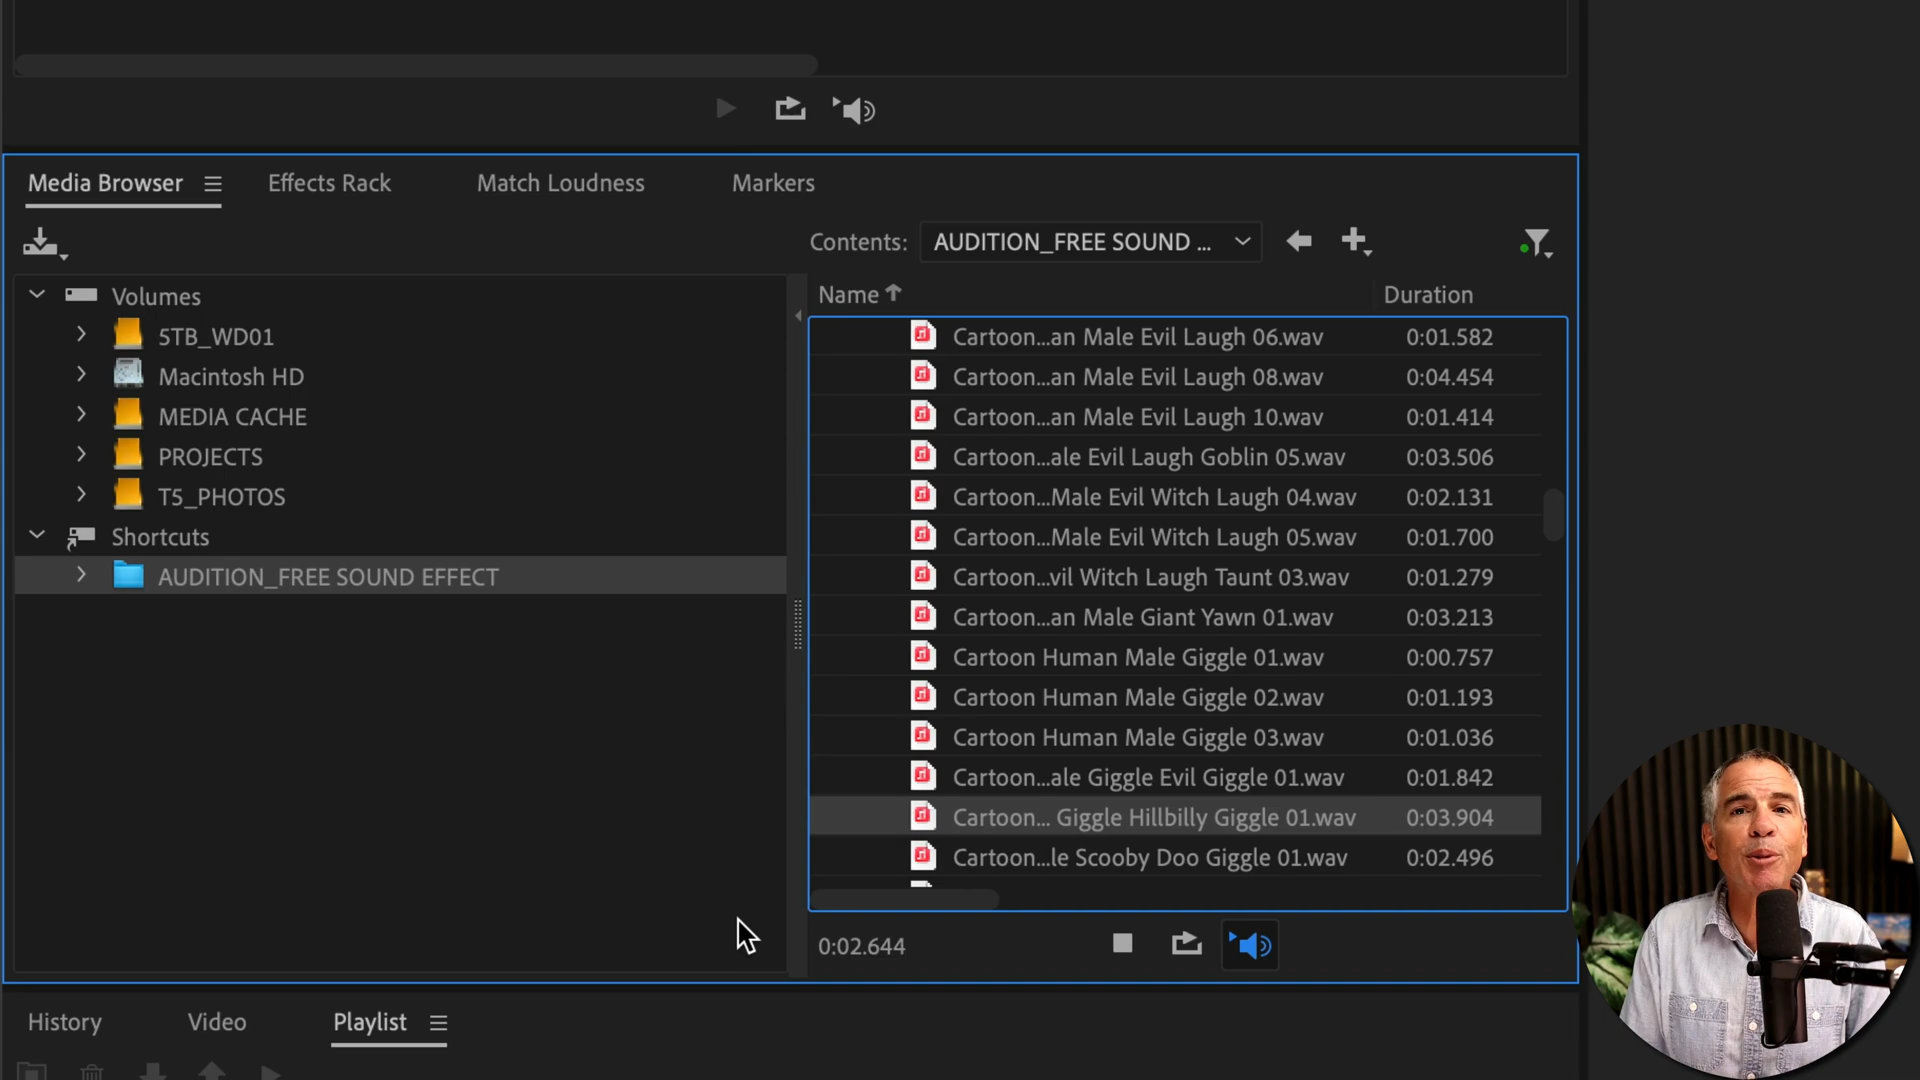 Media Browser Effects Rack Match Loudness Markers
Contents: AUDITION_FREE SOUND ...
Name Duration
Volumes
5TB_WD01
Macintosh HD
MEDIA CACHE
PROJECTS
T5_PHOTOS
Shortcuts
AUDITION_FREE SOUND EFFECT
Cartoon...an Male Evil Laugh 06.wav 0:01.582
Cartoon...an Male Evil Laugh 08.wav 0:04.454
Cartoon...an Male Evil Laugh 10.wav 0:01.414
Cartoon...ale Evil Laugh Goblin 05.wav 0:03.506
Cartoon...Male Evil Witch Laugh 04.wav 0:02.131
Cartoon...Male Evil Witch Laugh 05.wav 0:01.700
Cartoon...vil Witch Laugh Taunt 03.wav 0:01.279
Cartoon...an Male Giant Yawn 01.wav 0:03.213
Cartoon Human Male Giggle 01.wav 0:00.757
Cartoon Human Male Giggle 02.wav 0:01.193
Cartoon Human Male Giggle 03.wav 0:01.036
Cartoon...ale Giggle Evil Giggle 01.wav 0:01.842
Cartoon... Giggle Hillbilly Giggle 01.wav 0:03.904
Cartoon...le Scooby Doo Giggle 01.wav 0:02.496
0:02.644
History Video Playlist